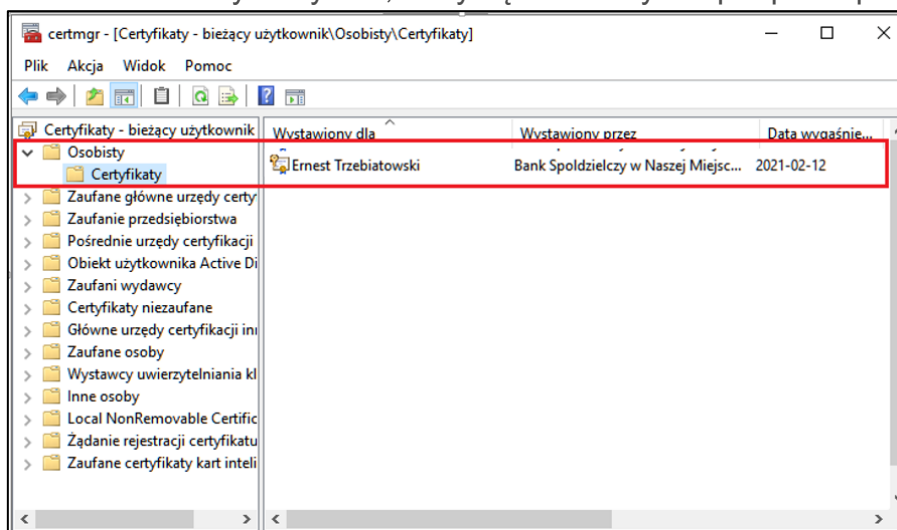 certmgr - [Certyfikaty - bieżący użytkownik\Osobisty\Certyfikaty]
Plik Akcja Widok Pomoc
Certyfikaty - bieżący użytkownik
Osobisty
Certyfikaty
Zaufane główne urzędy certy
Zaufanie przedsiębiorstwa
Pośrednie urzędy certyfikacji
Obiekt użytkownika Active Di
Zaufani wydawcy
Certyfikaty niezaufane
Główne urzędy certyfikacji in
Zaufane osoby
Wystawcy uwierzytelniania kl
Inne osoby
Local NonRemovable Certific
Żądanie rejestracji certyfikatu
Zaufane certyfikaty kart inteli
Wystawiony dla Wystawiony przez Data wygaśnie...
Ernest Trzebiatowski Bank Spoldzielczy w Naszej Miejsc... 2021-02-12